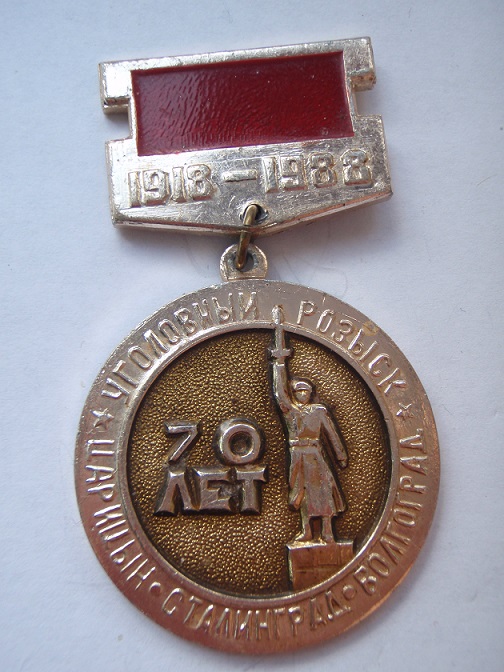 1918-1988
УГОЛОВНЫЙ РОЗЫСК
70
ЛЕТ
ЦАРИЦЫН·СТАЛИНГРАД·ВОЛГОГРАД